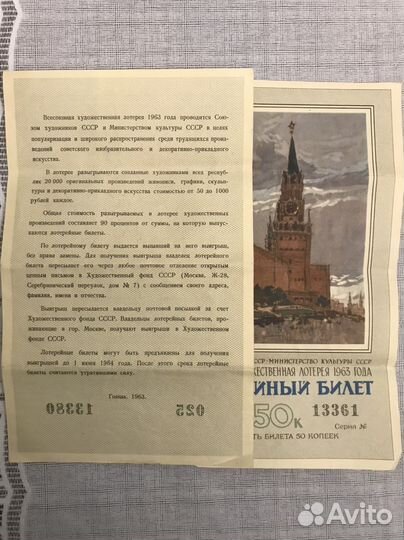 Всесоюзная художественная лотерея 1963 года проводится Сою-
зом художников СССР и Министерством культуры СССР в целях
популяризации и широкого распространения среди трудящихся произ-
ведений советского изобразительного и декоративно-прикладного
искусства.
В лотерее разыгрываются созданные художниками всех респуб-
лик 20 000 оригинальных произведений живописи, графики, скульп-
туры и декоративно-прикладного искусства стоимостью от 50 до 1000
рублей каждое.
Общая стоимость разыгрываемых в лотерее художественных
произведений составляет 90 процентов от суммы, на которую выпус-
каются лотерейные билеты.
По лотерейному билету выдается выпавший на него выигрыш,
без права замены. Для получения выигрыша владелец лотерейного
билета пересылает его через любое почтовое отделение открытым
ценным письмом в Художественный фонд СССР (Москва, Ж-28,
Серебрянический переулок, дом № 7) с сообщением своего адреса,
фамилии, имени и отчества.
Выигрыш пересылается владельцу почтовой посылкой за счет
Художественного фонда СССР. Владельцы лотерейных билетов, про-
живающие в гор. Москве, получают выигрыши в Художественном
фонде СССР.
Лотерейные билеты могут быть предъявлены для получения
выигрышей до 1 июня 1964 года. После этого срока лотерейные
билеты считаются утратившими силу.
Гознак. 1963.
13380 025
СССР·МИНИСТЕРСТВО КУЛЬТУРЫ СССР
ЕСТВЕННАЯ ЛОТЕРЕЯ 1963 ГОДА
ЙНЫЙ БИЛЕТ
50к 13361
Серия №
ТЬ БИЛЕТА 50 КОПЕЕК
Avito